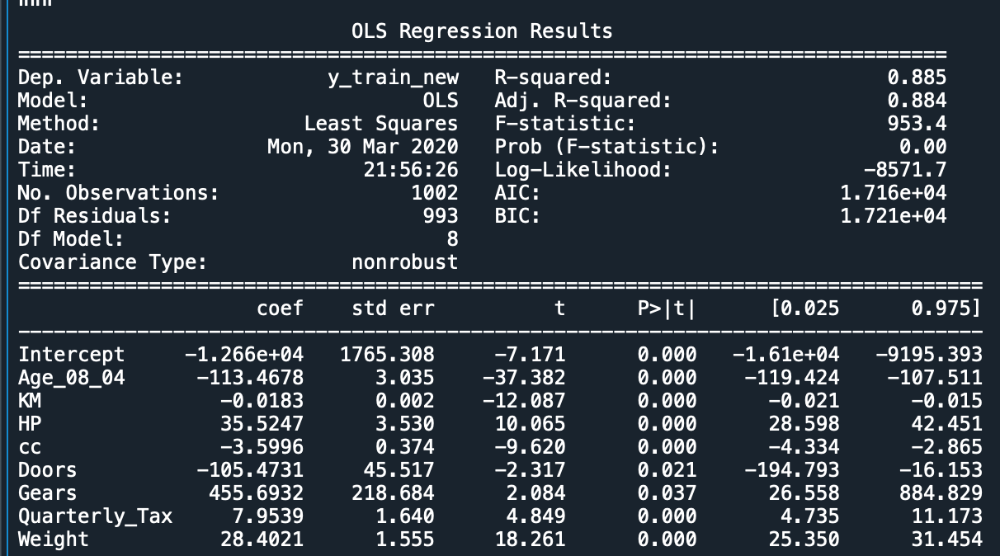 OLS Regression Results
==============================================================================
Dep. Variable: y_train_new R-squared: 0.885
Model: OLS Adj. R-squared: 0.884
Method: Least Squares F-statistic: 953.4
Date: Mon, 30 Mar 2020 Prob (F-statistic): 0.00
Time: 21:56:26 Log-Likelihood: -8571.7
No. Observations: 1002 AIC: 1.716e+04
Df Residuals: 993 BIC: 1.721e+04
Df Model: 8
Covariance Type: nonrobust
=================================================================================
coef std err t P>|t| [0.025 0.975]
---------------------------------------------------------------------------------
Intercept -1.266e+04 1765.308 -7.171 0.000 -1.61e+04 -9195.393
Age_08_04 -113.4678 3.035 -37.382 0.000 -119.424 -107.511
KM -0.0183 0.002 -12.087 0.000 -0.021 -0.015
HP 35.5247 3.530 10.065 0.000 28.598 42.451
cc -3.5996 0.374 -9.620 0.000 -4.334 -2.865
Doors -105.4731 45.517 -2.317 0.021 -194.793 -16.153
Gears 455.6932 218.684 2.084 0.037 26.558 884.829
Quarterly_Tax 7.9539 1.640 4.849 0.000 4.735 11.173
Weight 28.4021 1.555 18.261 0.000 25.350 31.454